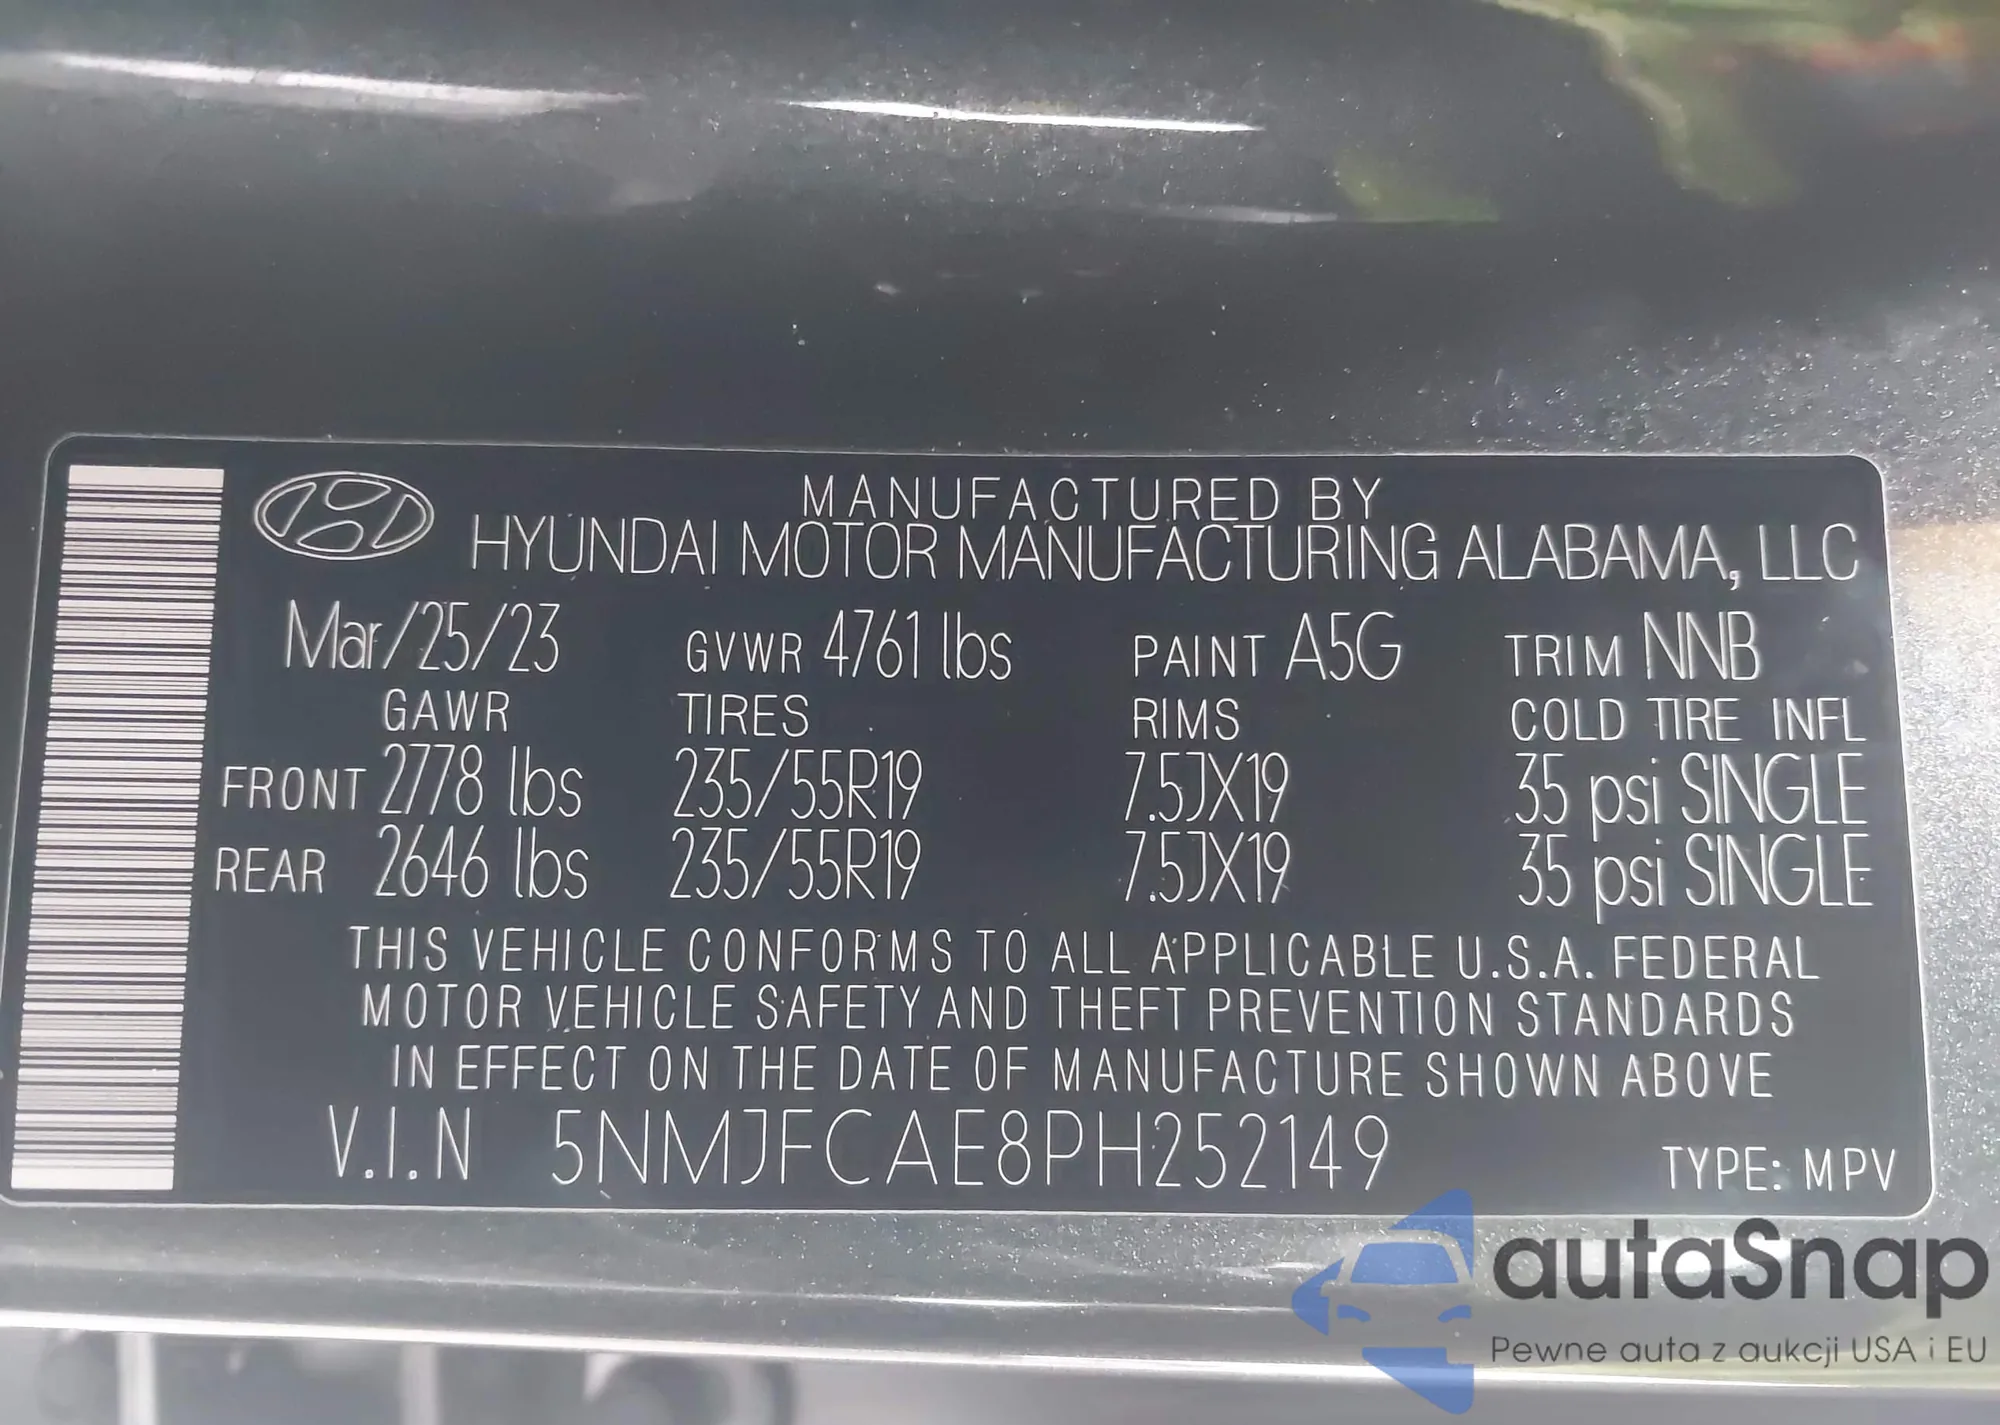 MANUFACTURED BY
HYUNDAI MOTOR MANUFACTURING ALABAMA, LLC
Mar/25/23 GVWR 4761 lbs PAINT A5G TRIM NNB
GAWR TIRES RIMS COLD TIRE INFL
FRONT 2778 lbs 235/55R19 7.5JX19 35 psi SINGLE
REAR 2646 lbs 235/55R19 7.5JX19 35 psi SINGLE
THIS VEHICLE CONFORMS TO ALL APPLICABLE U.S.A. FEDERAL
MOTOR VEHICLE SAFETY AND THEFT PREVENTION STANDARDS
IN EFFECT ON THE DATE OF MANUFACTURE SHOWN ABOVE
V.I.N 5NMJFCAE8PH252149 TYPE: MPV
autaSnap
Pewne auta z aukcji USA i EU